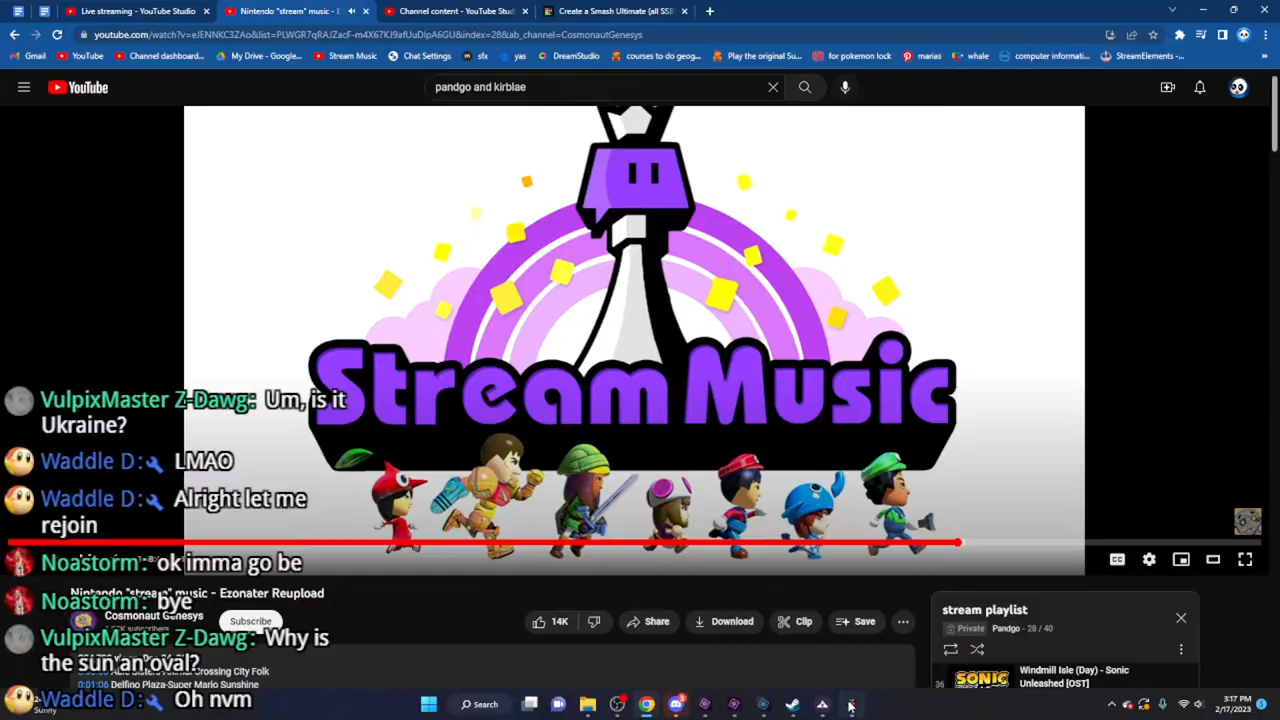 Live streaming - YouTube Studio
Nintendo "stream" music -
Channel content - YouTube Stu
Create a Smash Ultimate (all SSB
youtube.com/watch?v=eJENNKC3ZAo&list=PLWGR7qRAJZacF-m4X67KJ9afUuDlpA6GU&index=28&ab_channel=CosmonautGenesys
Gmail
YouTube
Channel dashboard...
My Drive - Google...
Stream Music
Chat Settings
sfx
yas
DreamStudio
courses to do geog...
Play the original Su...
for pokemon lock
marias
whale
computer informati...
StreamElements -...
YouTube
pandgo and kirblae
Stream Music
VulpixMaster Z-Dawg: Um, is it
Ukraine?
Waddle D: LMAO
Waddle D: Alright let me
rejoin
Noastorm: ok imma go be
Nintendo "stream" music - Ezonater Reupload
Noastorm: bye
Cosmonaut Genesys
Subscribe
14K
Share
Download
Clip
Save
VulpixMaster Z-Dawg: Why is
the sun an oval?
Animal Crossing City Folk
0:01:06 Delfino Plaza-Super Mario Sunshine
Waddle D: Oh nvm
stream playlist
Private
Pandgo - 28 / 40
36
SONIC
Windmill Isle (Day) - Sonic
Unleashed [OST]
Sunny
Search
3:17 PM
2/17/2023